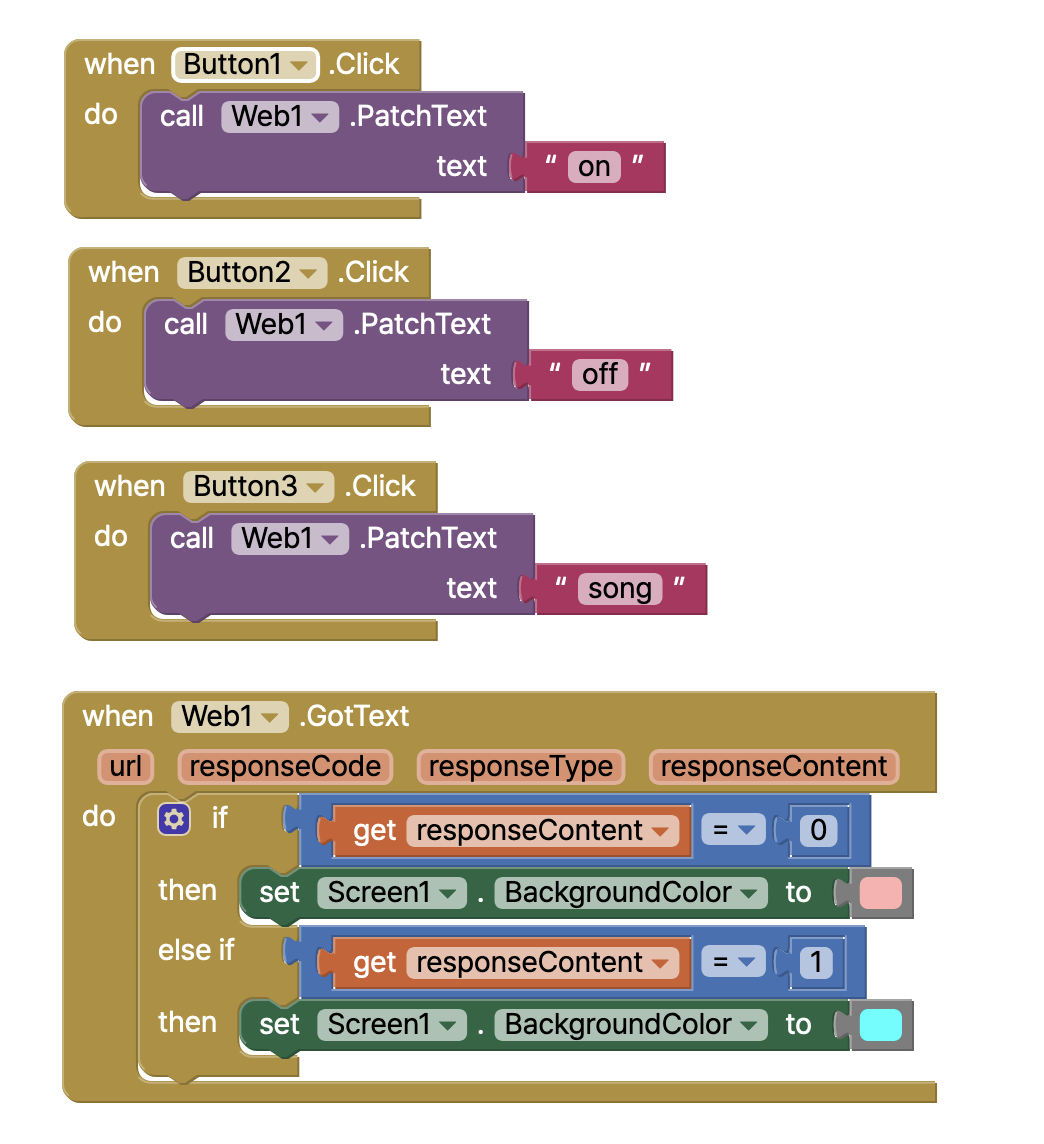 when Button1 .Click
do call Web1 .PatchText
text “ on ”
when Button2 .Click
do call Web1 .PatchText
text “ off ”
when Button3 .Click
do call Web1 .PatchText
text “ song ”
when Web1 .GotText
url responseCode responseType responseContent
do if get responseContent = 0
then set Screen1 . BackgroundColor to
else if get responseContent = 1
then set Screen1 . BackgroundColor to